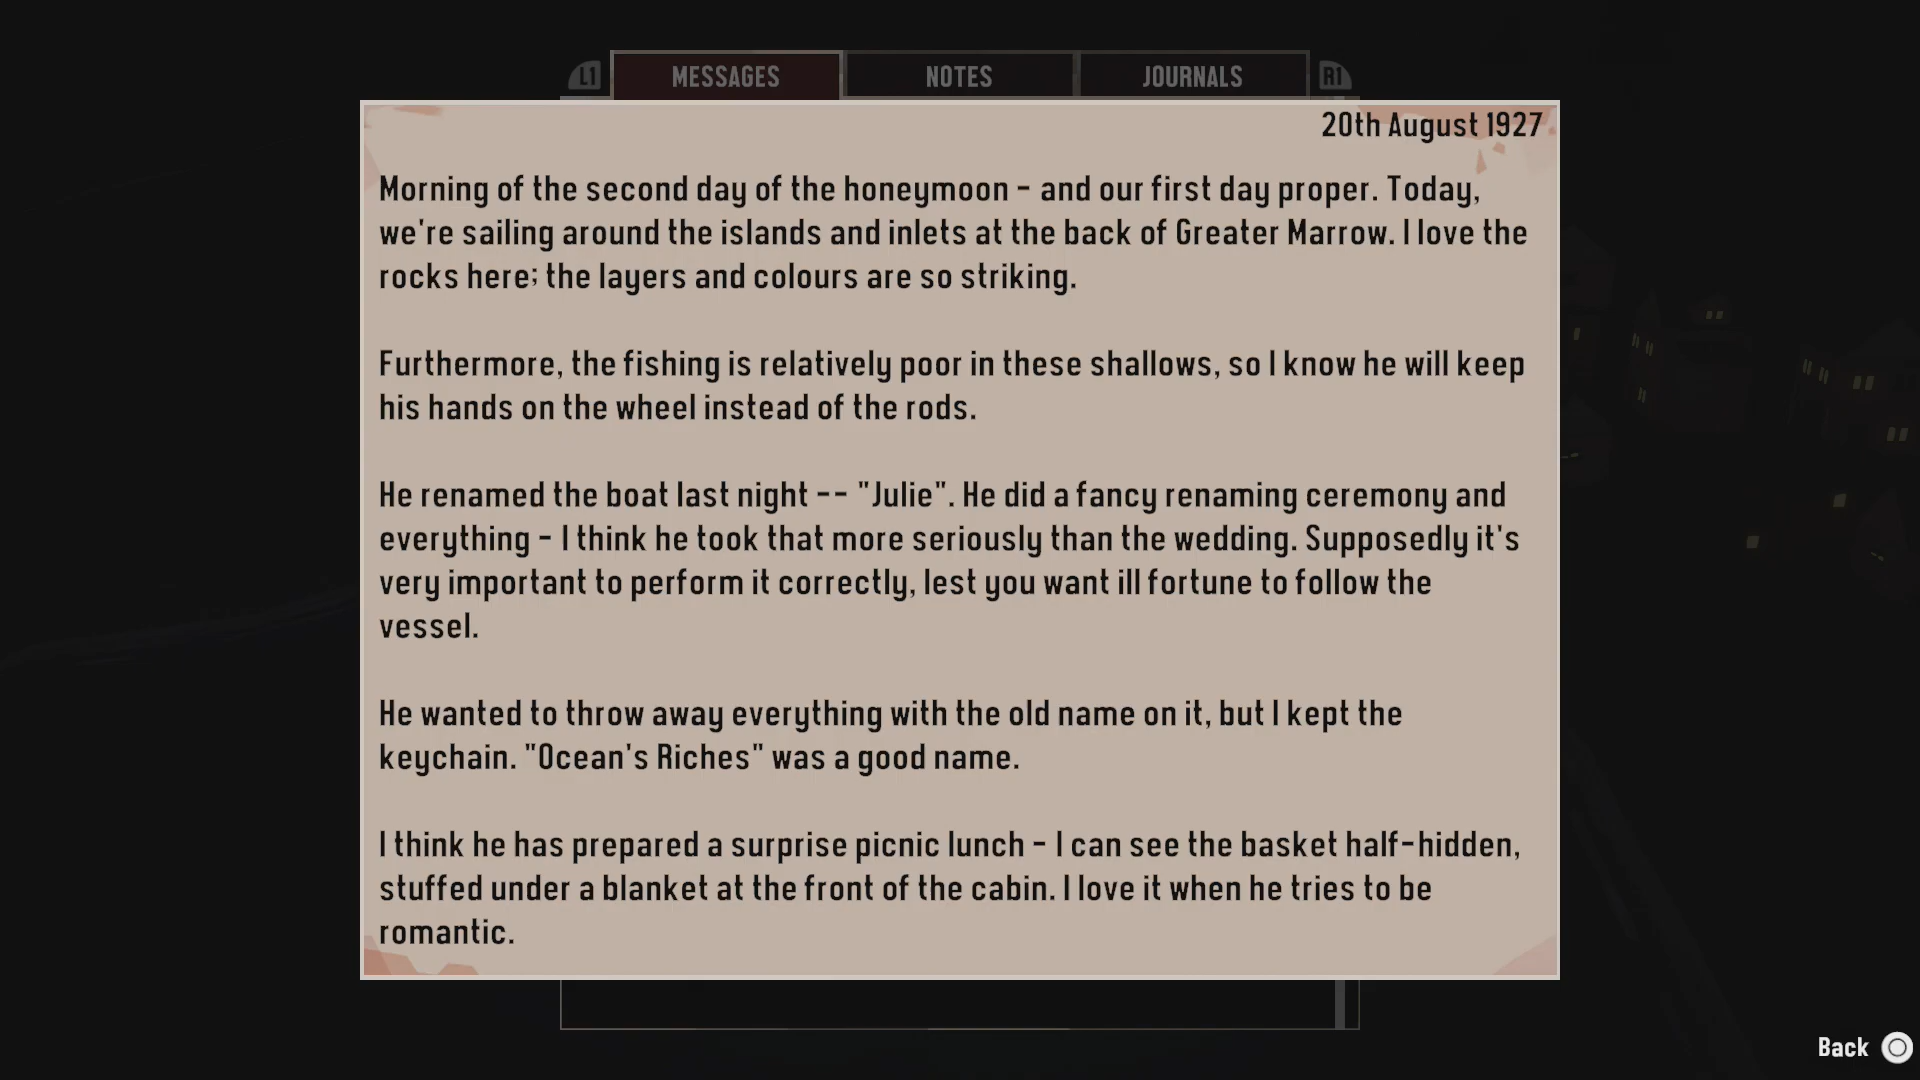 L1 MESSAGES NOTES JOURNALS R1
20th August 1927
Morning of the second day of the honeymoon - and our first day proper. Today,
we're sailing around the islands and inlets at the back of Greater Marrow. I love the
rocks here; the layers and colours are so striking.
Furthermore, the fishing is relatively poor in these shallows, so I know he will keep
his hands on the wheel instead of the rods.
He renamed the boat last night -- "Julie". He did a fancy renaming ceremony and
everything - I think he took that more seriously than the wedding. Supposedly it's
very important to perform it correctly, lest you want ill fortune to follow the
vessel.
He wanted to throw away everything with the old name on it, but I kept the
keychain. "Ocean's Riches" was a good name.
I think he has prepared a surprise picnic lunch - I can see the basket half-hidden,
stuffed under a blanket at the front of the cabin. I love it when he tries to be
romantic.
Back